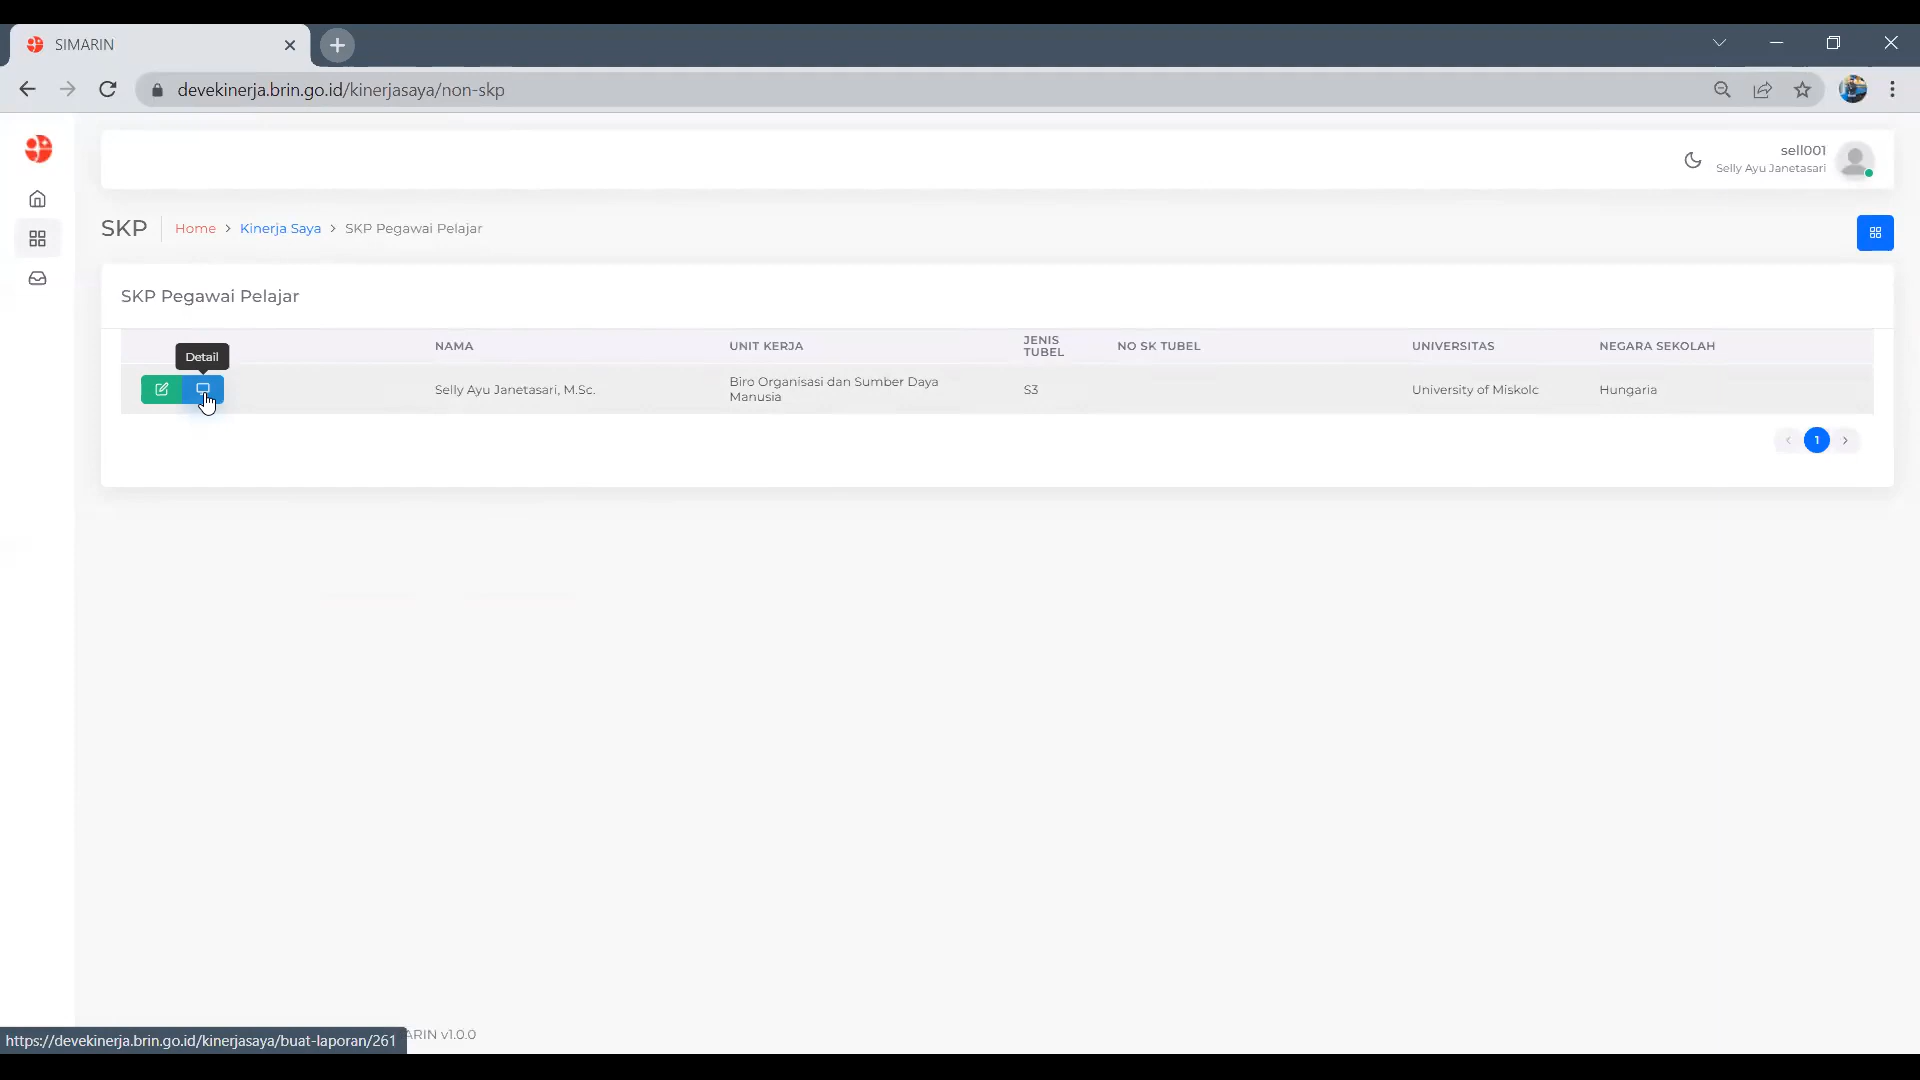 SIMARIN
devekinerja.brin.go.id/kinerjasaya/non-skp
sell001
Selly Ayu Janetasari
SKP
Home > Kinerja Saya > SKP Pegawai Pelajar
SKP Pegawai Pelajar
NAMA UNIT KERJA JENIS TUBEL NO SK TUBEL UNIVERSITAS NEGARA SEKOLAH
Detail
Selly Ayu Janetasari, M.Sc. Biro Organisasi dan Sumber Daya Manusia S3 University of Miskolc Hungaria
1
ARIN v1.0.0
https://devekinerja.brin.go.id/kinerjasaya/buat-laporan/261